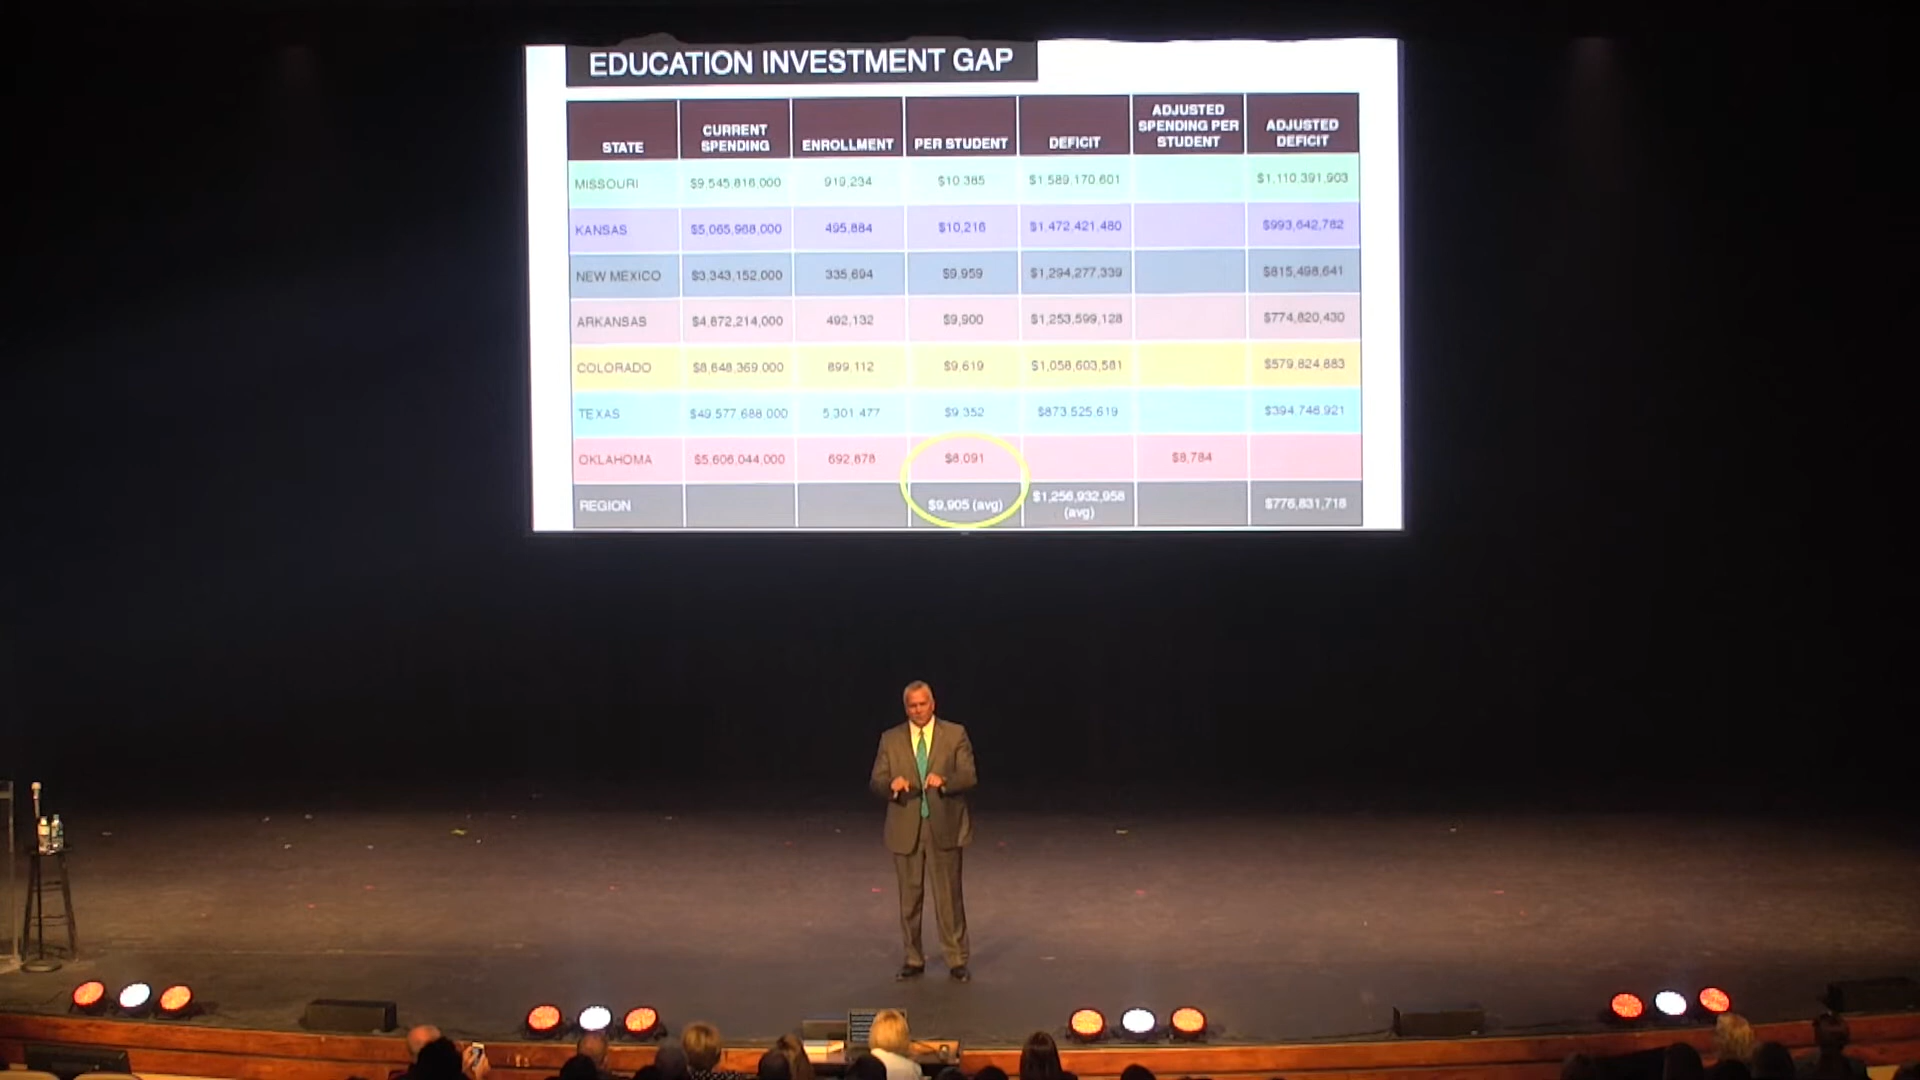 EDUCATION INVESTMENT GAP
STATE CURRENT SPENDING ENROLLMENT PER STUDENT DEFICIT ADJUSTED SPENDING PER STUDENT ADJUSTED DEFICIT
MISSOURI $9,545,816,000 919,234 $10,385 $1,589,170,601 $1,110,391,903
KANSAS $5,065,968,000 495,884 $10,216 $1,472,421,480 $993,642,782
NEW MEXICO $3,343,152,000 335,694 $9,959 $1,294,277,339 $815,498,641
ARKANSAS $4,872,214,000 492,132 $9,900 $1,253,599,128 $774,820,430
COLORADO $8,648,369,000 899,112 $9,619 $1,058,603,581 $579,824,883
TEXAS $49,577,688,000 5,301,477 $9,352 $873,525,619 $394,746,921
OKLAHOMA $5,606,044,000 692,878 $8,091 $8,784
REGION $9,905 (avg) $1,256,932,958 (avg) $776,831,718